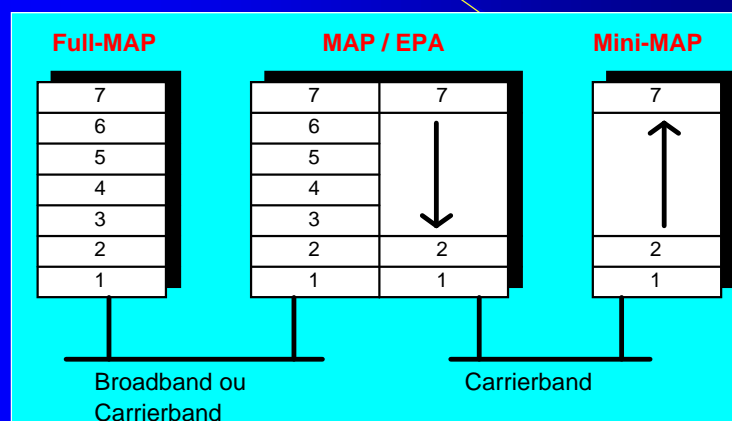 Full-MAP MAP / EPA Mini-MAP
7 7 7 7
6 6
5 5
4 4
3 3
2 2 2 2
1 1 1 1
Broadband ou Carrierband
Carrierband